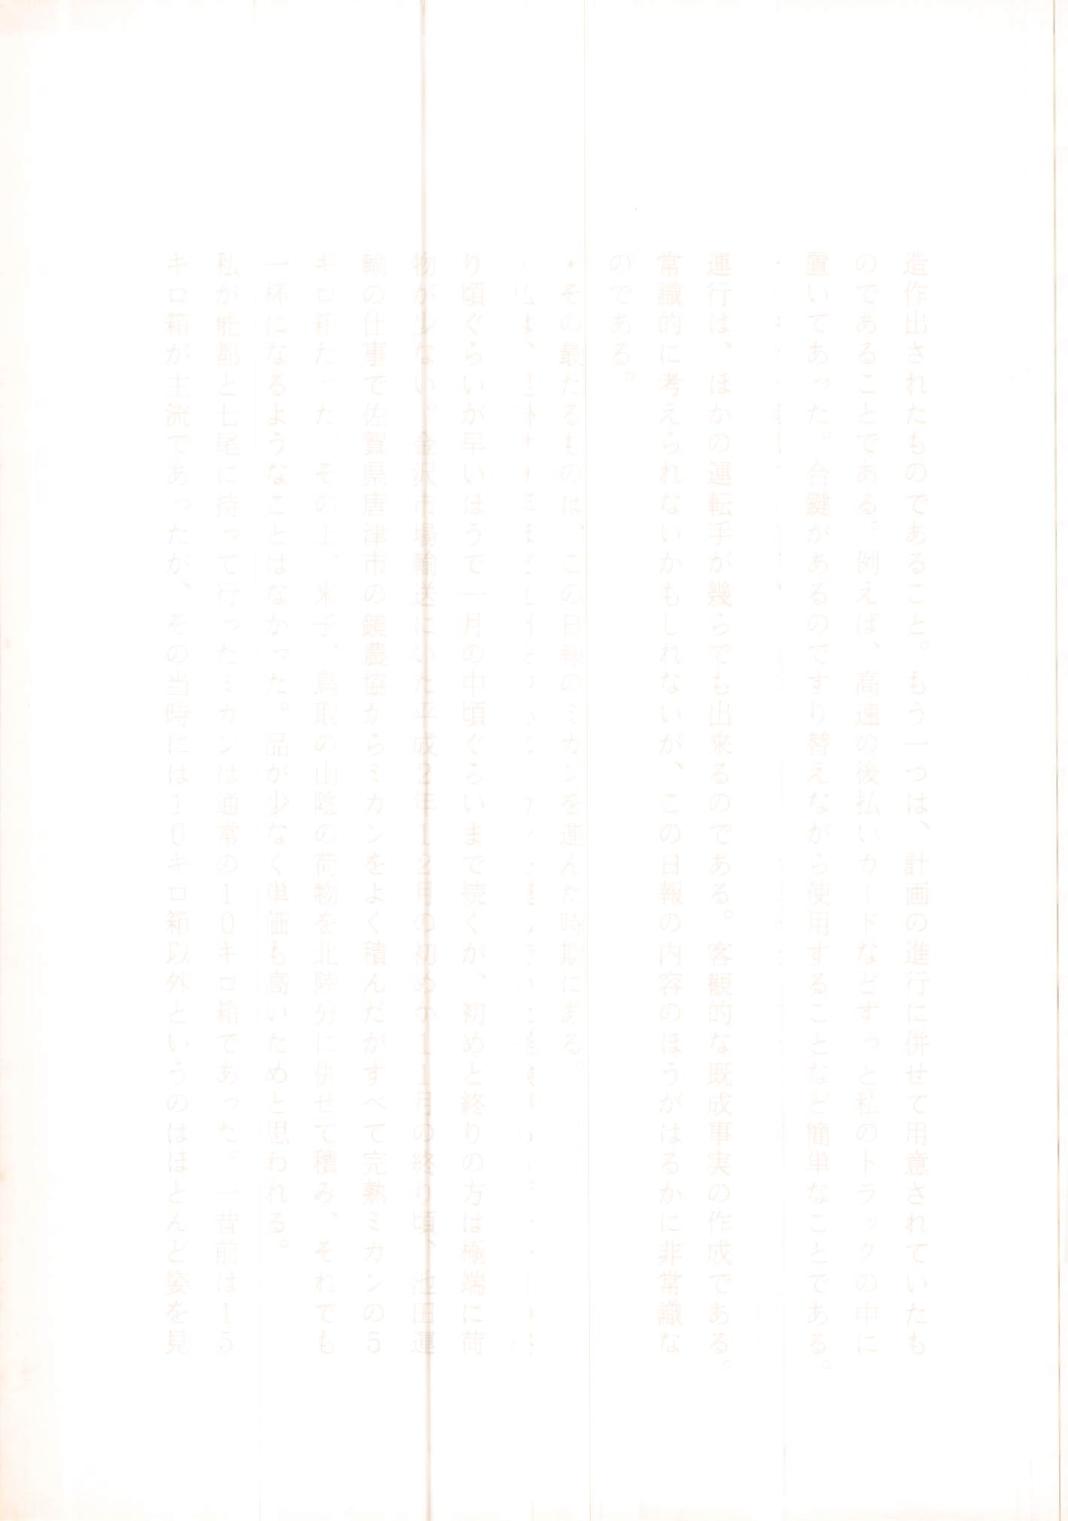 造作出されたものであること。もう一つは、計画の進行に併せて用意されていたも
のであることである。例えば、高速の後払いカードなどずっと私のトラックの中に
置いてあった。合鍵があるのですり替えながら使用することなど簡単なことである。
運行は、ほかの運転手が幾らでも出来るのである。客観的な既成事実の作成である。
常識的に考えられないかもしれないが、この日報の内容のほうがはるかに非常識な
のである。
・その最たるものは、この日報のミカンを運んだ時期にある。
り頃ぐらいが早いほうで一月の中頃ぐらいまで続くが、初めと終りの方は極端に荷
物が少ない。金沢市場輸送にいた平成2年12月の初めか11月の終り頃、池田運
輸の仕事で佐賀県唐津市の鎮農協からミカンをよく積んだがすべて完熟ミカンの5
キロ箱だった。その上、米子、鳥取の山陰の荷物を北陸分に併せて積み、それでも
一杯になるようなことはなかった。品が少なく単価も高いためと思われる。
私が能都と七尾に持って行ったミカンは通常の10キロ箱であった。一昔前は15
キロ箱が主流であったが、その当時には10キロ箱以外というのはほとんど姿を見